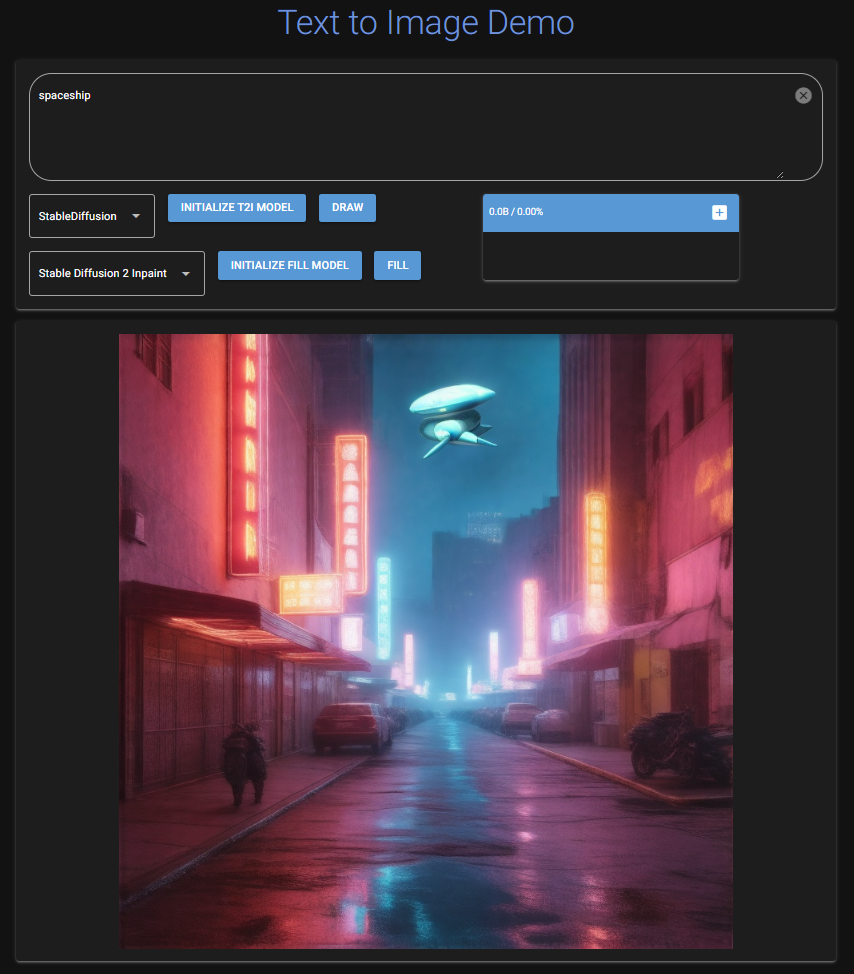 Text to Image Demo
spaceship
StableDiffusion
INITIALIZE T2I MODEL
DRAW
0.0B / 0.00%
Stable Diffusion 2 Inpaint
INITIALIZE FILL MODEL
FILL